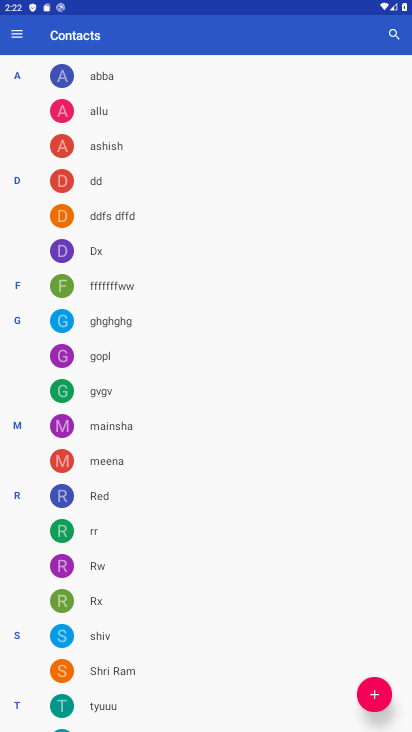 2:22
Contacts
A A abba
A allu
A ashish
D D dd
D ddfs dffd
D Dx
F F fffffffww
G G ghghghg
G gopl
G gvgv
M M mainsha
M meena
R R Red
R rr
R Rw
R Rx
S S shiv
S Shri Ram
T T tyuuu
+